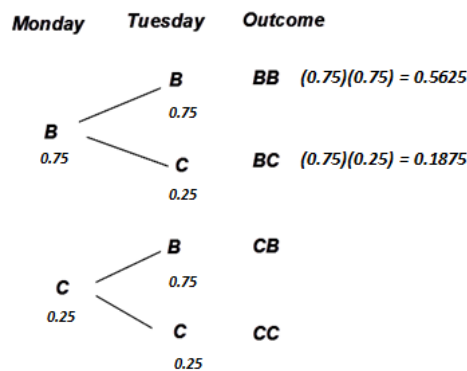 Monday Tuesday Outcome
B BB (0.75)(0.75) = 0.5625
0.75
B
0.75
C BC (0.75)(0.25) = 0.1875
0.25
B CB
0.75
C
0.25
C CC
0.25